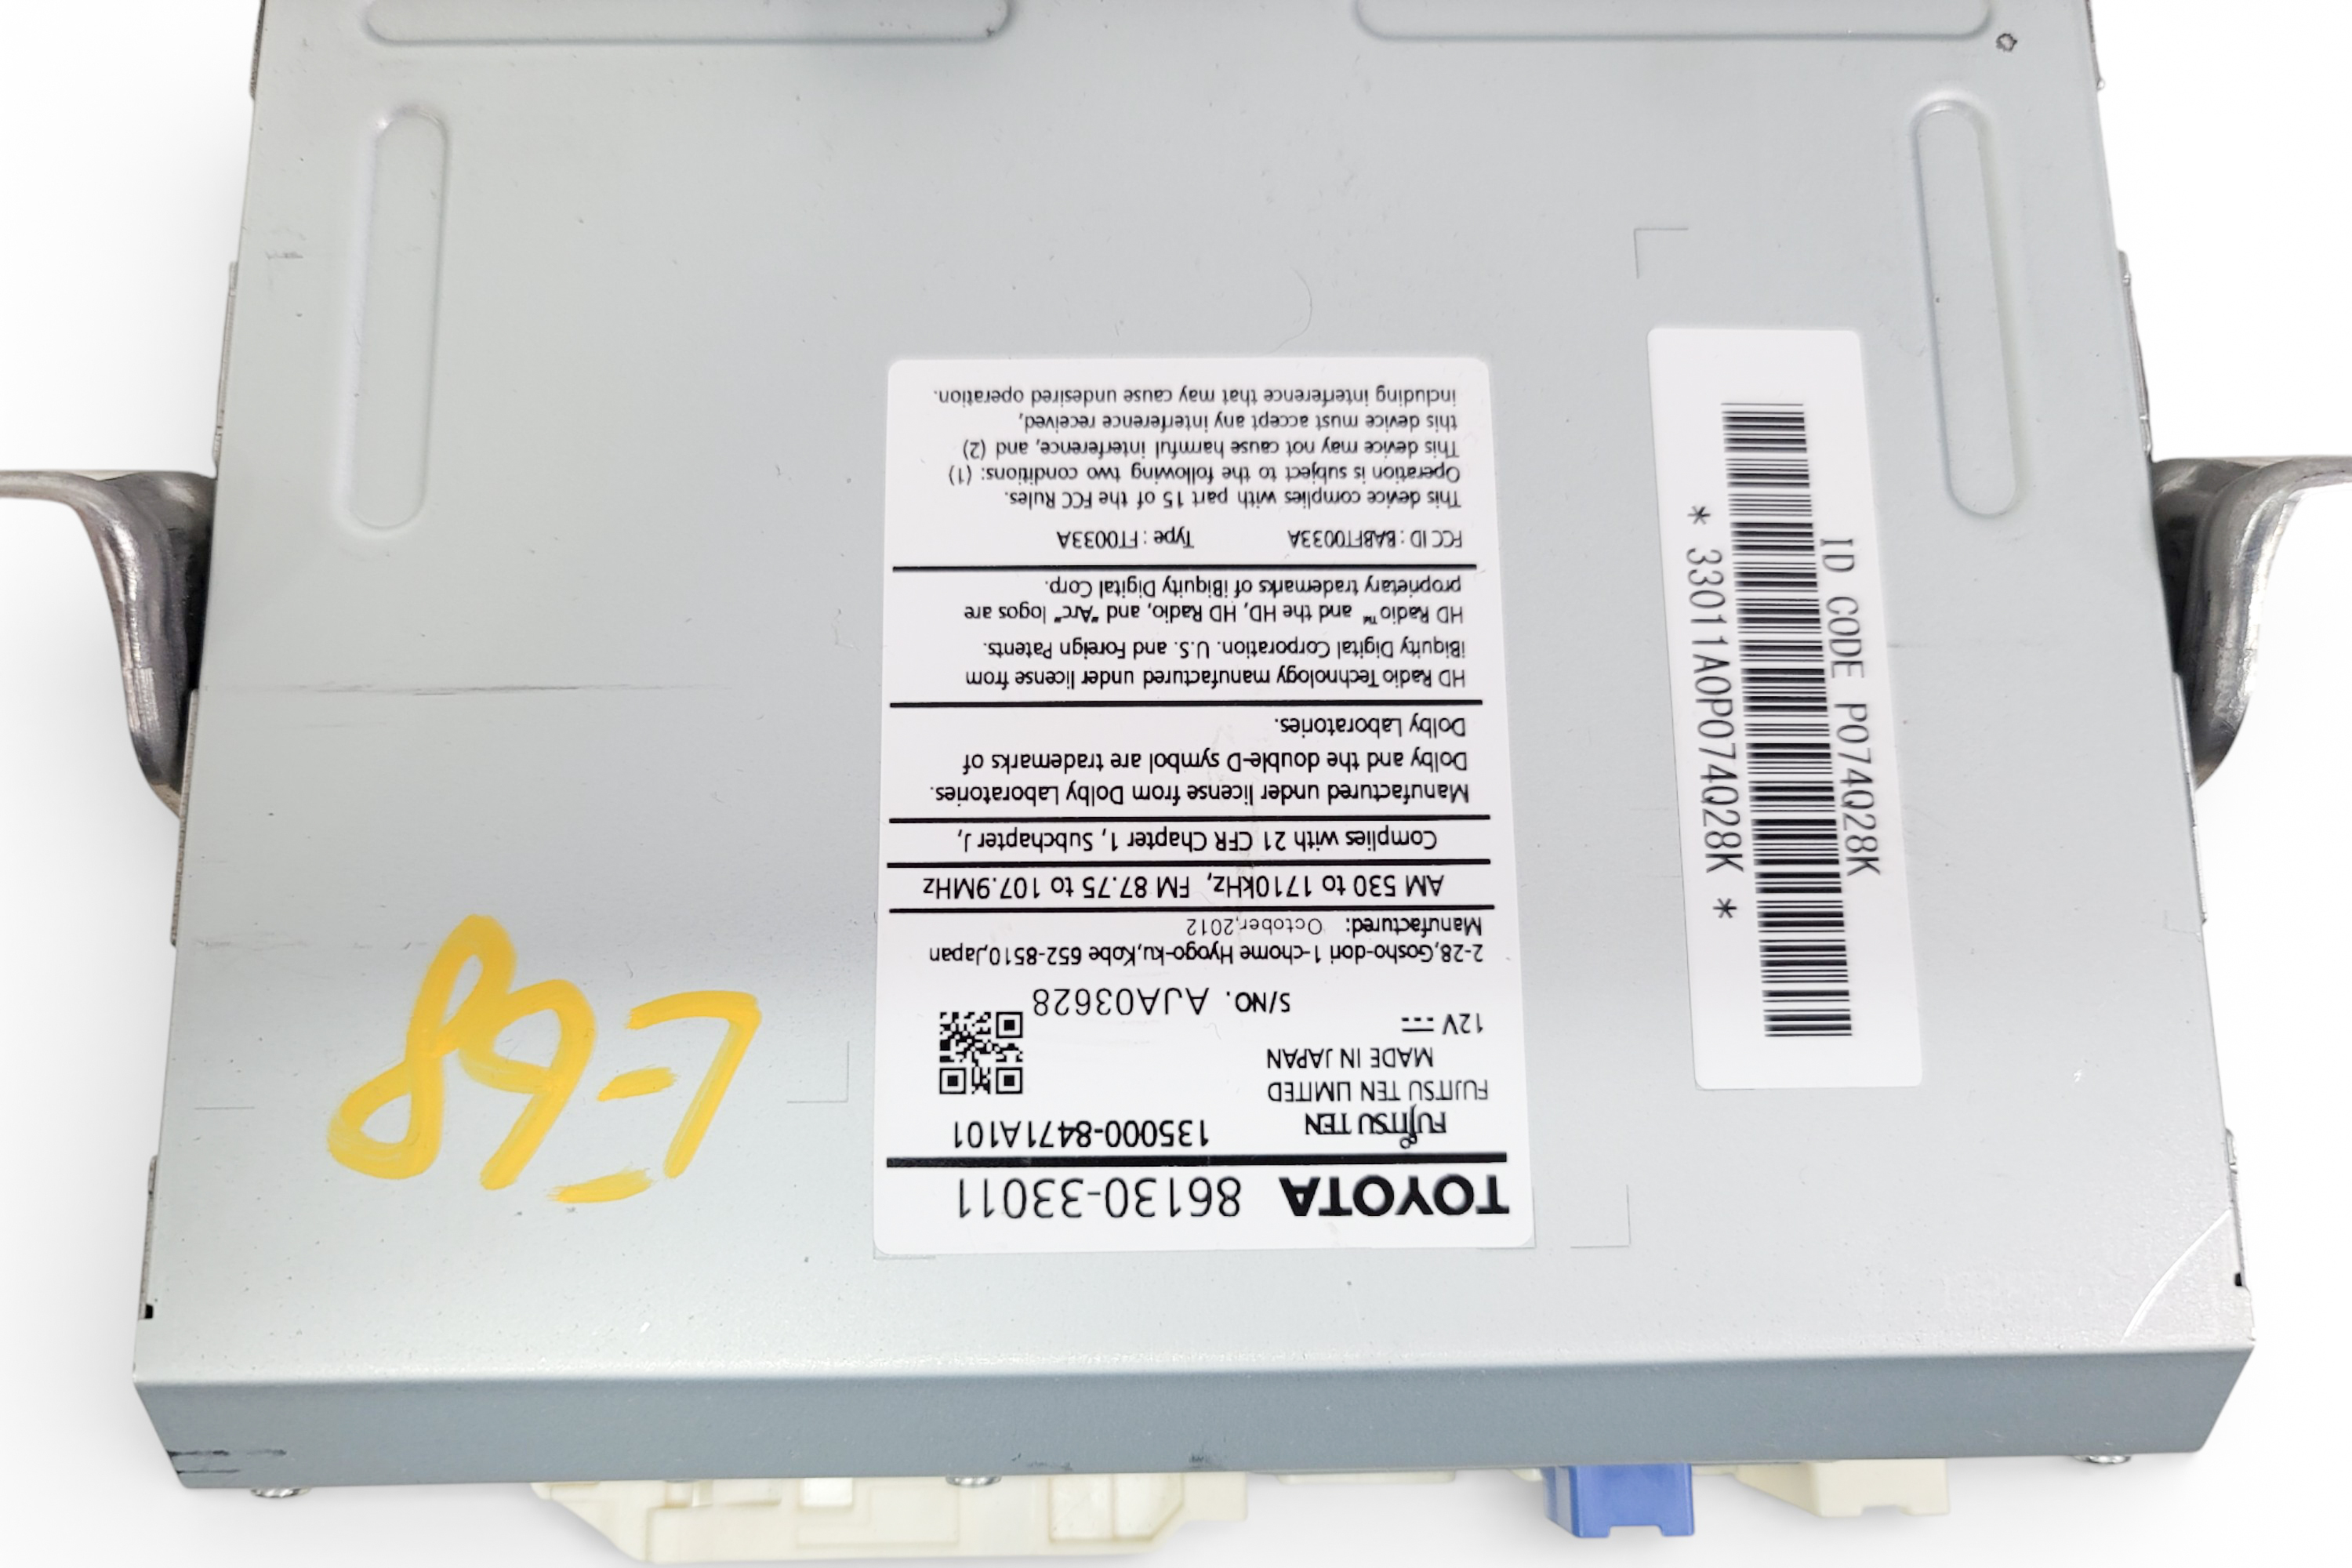 TOYOTA 86130-33011
FUJITSU TEN 135000-8471A101
FUJITSU TEN LIMITED
MADE IN JAPAN
12V S/NO. AJA03628
2-28,Gosho-dori 1-chome Hyogo-ku,Kobe 652-8510,Japan
Manufactured: October,2012
AM 530 to 1710kHz, FM 87.75 to 107.9MHz
Complies with 21 CFR Chapter 1, Subchapter J,
Manufactured under license from Dolby Laboratories.
Dolby and the double-D symbol are trademarks of
Dolby Laboratories.
HD Radio Technology manufactured under license from
iBiquity Digital Corporation. U.S. and Foreign Patents.
HD Radio™ and the HD, HD Radio, and "Arc" logos are
proprietary trademarks of iBiquity Digital Corp.
FCC ID : BABFT0033A Type : FT0033A
This device complies with part 15 of the FCC Rules.
Operation is subject to the following two conditions: (1)
This device may not cause harmful interference, and (2)
this device must accept any interference received,
including interference that may cause undesired operation.
ID CODE P074Q28K
* 33011A0P074Q28K *
E68